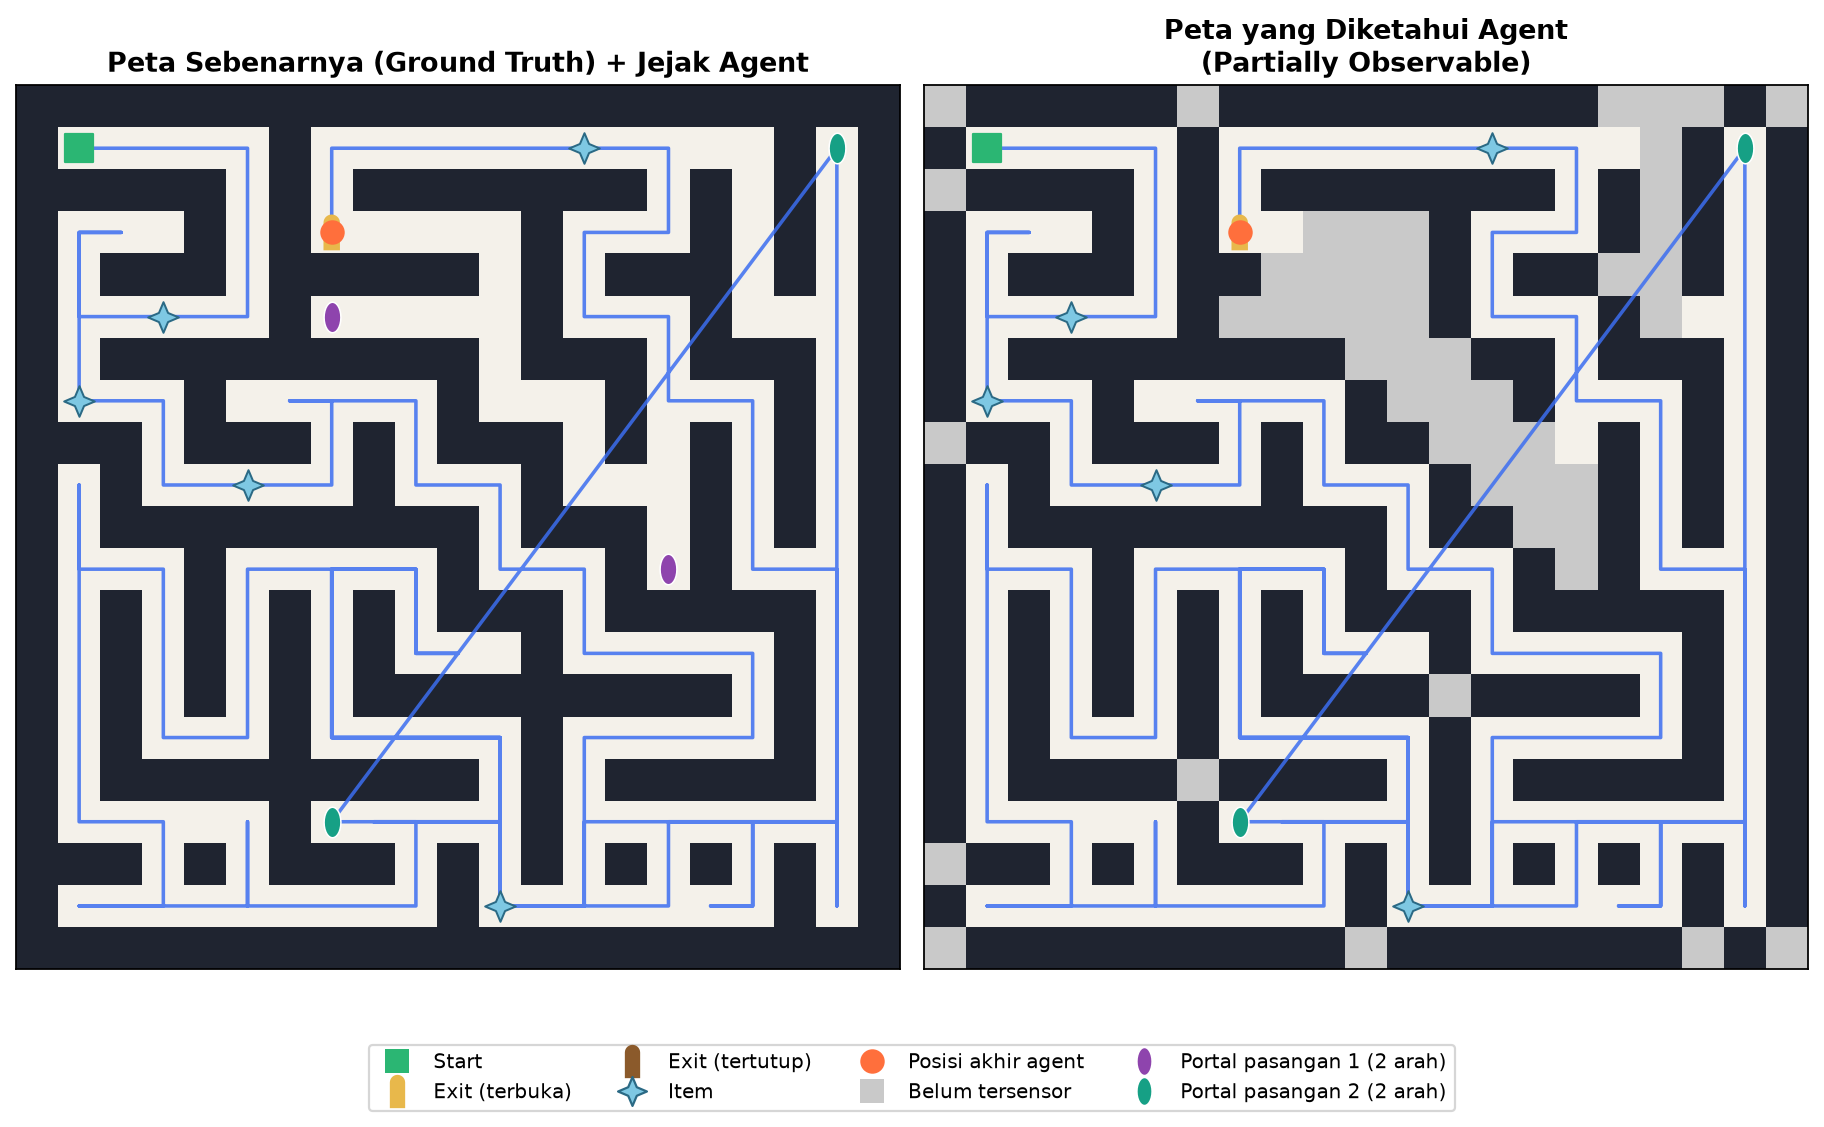 Peta Sebenarnya (Ground Truth) + Jejak Agent
Peta yang Diketahui Agent
(Partially Observable)
Start
Exit (terbuka)
Exit (tertutup)
Item
Posisi akhir agent
Belum tersensor
Portal pasangan 1 (2 arah)
Portal pasangan 2 (2 arah)